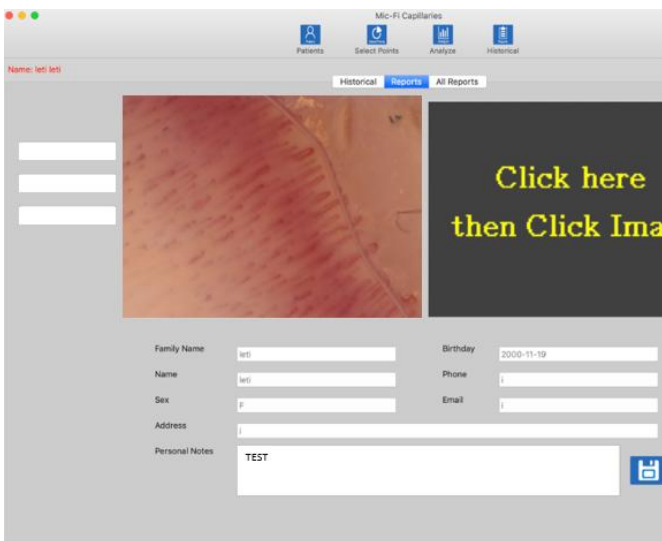 Mic-Fi Capillaries
Patients Select Points Analyze Historical
Name: leti leti
Historical Reports All Reports
Click here
then Click Ima
Family Name leti Birthday 2000-11-19
Name leti Phone i
Sex F Email i
Address i
Personal Notes TEST